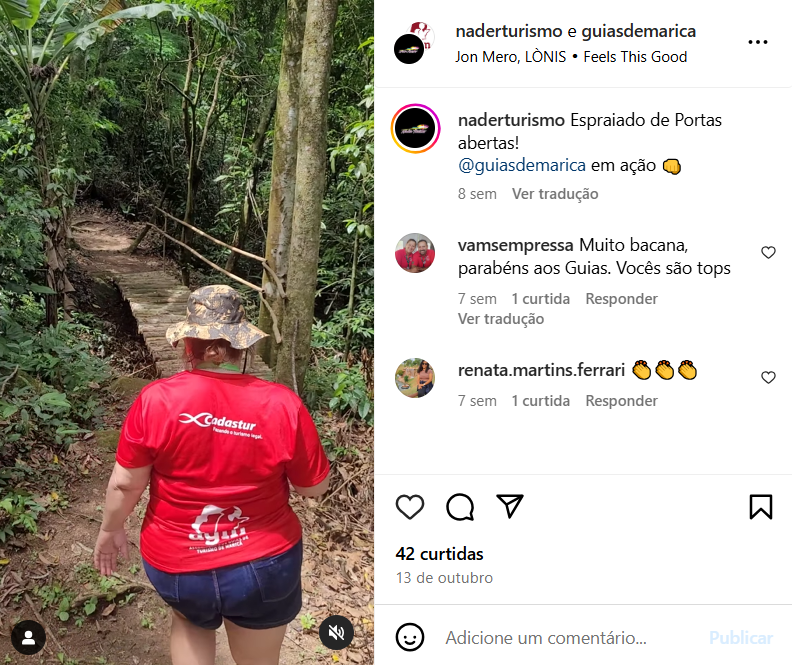 naderturismo e guiasdemarica
Jon Mero, LÒNIS • Feels This Good
naderturismo Espraiado de Portas
abertas!
@guiasdemarica em ação 👊
8 sem Ver tradução
vamsempressa Muito bacana,
parabéns aos Guias. Vocês são tops
7 sem 1 curtida Responder
Ver tradução
renata.martins.ferrari 👏👏👏
7 sem 1 curtida Responder
42 curtidas
13 de outubro
Adicione um comentário...
Publicar
Cadastur
Fazendo o turismo legal.
TURISMO DE MARICÁ